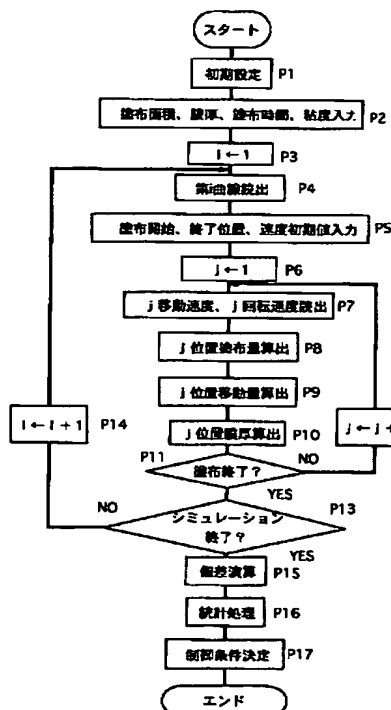 スタート
初期設定 P1
塗布面積、膜厚、塗布時間、粘度入力 P2
i←1 P3
第i曲線読出 P4
塗布開始、終了位置、速度初期値入力 P5
j←1 P6
j移動速度、j回転速度読出 P7
j位置塗布量算出 P8
j位置移動量算出 P9
i←i+1 P14
j位置膜厚算出 P10
j←j+
P11 塗布終了? NO
YES
NO シミュレーション終了? P13
YES
偏差演算 P15
統計処理 P16
制御条件決定 P17
エンド